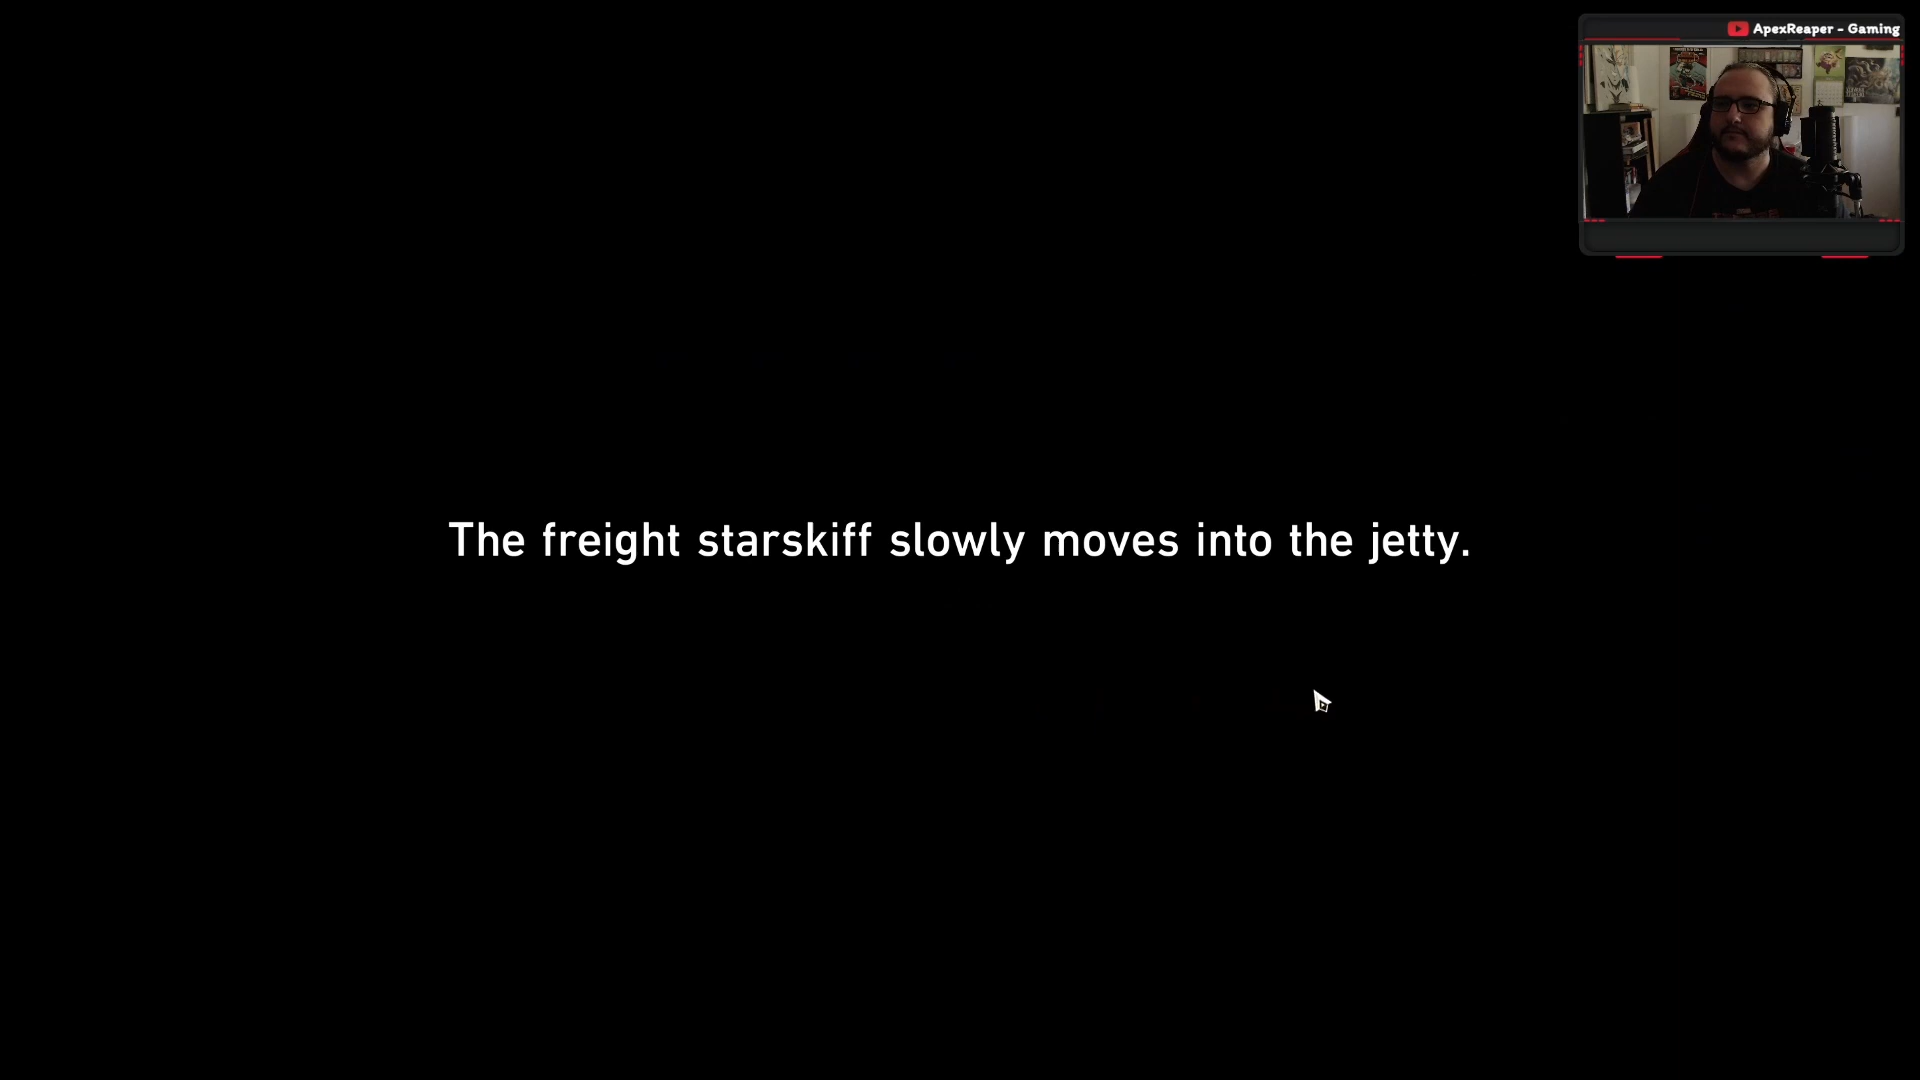 ApexReaper - Gaming
The freight starskiff slowly moves into the jetty.